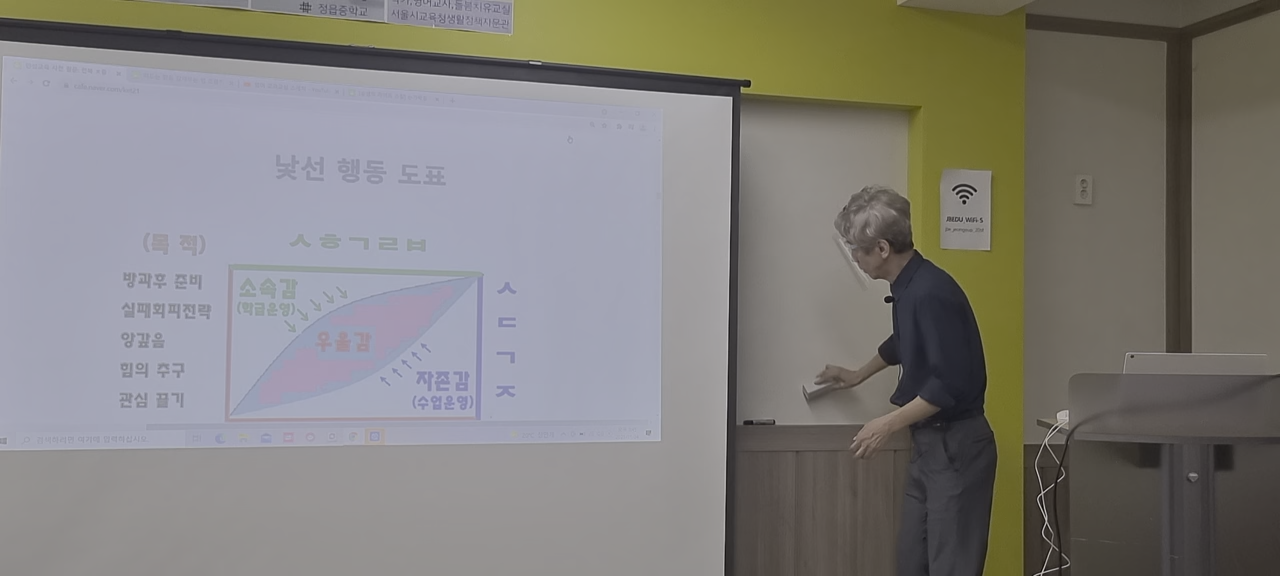 # 정읍중학교
서울시교육청생활정책자문관
낯선 행동 도표
(목 적)
ㅅㅎㄱㄹㅂ
방과후 준비
실패회피전략
앙갚음
힘의 추구
관심 끌기
소속감
(학급운영)
우울감
자존감
(수업운영)
ㅅ
ㄷ
ㄱ
ㅈ
JBEDU_WiFi-S